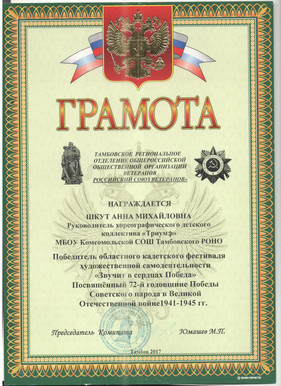 ГРАМОТА
ТАМБОВСКОЕ РЕГИОНАЛЬНОЕ
ОТДЕЛЕНИЕ ОБЩЕРОССИЙСКОЙ
ОБЩЕСТВЕННОЙ ОРГАНИЗАЦИИ
ВЕТЕРАНОВ
РОССИЙСКИЙ СОЮЗ ВЕТЕРАНОВ»
НАГРАЖДАЕТСЯ
ШКУТ АННА МИХАЙЛОВНА
Руководитель хореографического детского
коллектива «Триумф»
МБОУ Комсомольской СОШ Тамбовского РОНО
Победитель областного кадетского фестиваля
художественной самодеятельности
«Звучит в сердцах Победа»
Посвящённый 72-й годовщине Победы
Советского народа в Великой
Отечественной войне1941-1945 гг.
Председатель Комитета Юмашев М.П.
Тамбов 2017